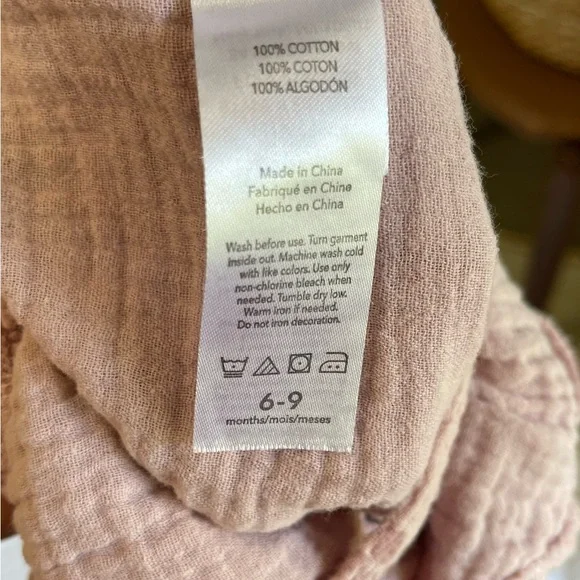 100% COTTON
100% COTON
100% ALGODÓN
Made in China
Fabriqué en Chine
Hecho en China
Wash before use. Turn garment
inside out. Machine wash cold
with like colors. Use only
non-chlorine bleach when
needed. Tumble dry low.
Warm iron if needed.
Do not iron decoration.
6-9
months/mois/meses